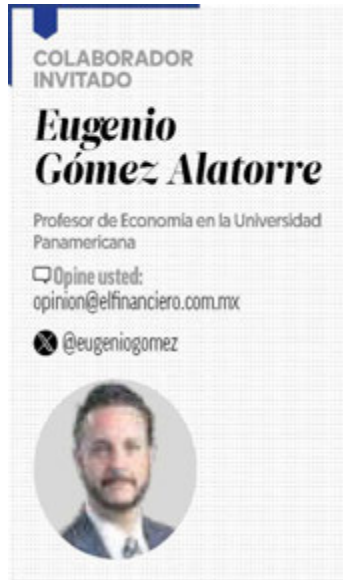 COLABORADOR
INVITADO
Eugenio
Gómez Alatorre
Profesor de Economía en la Universidad
Panamericana
Opine usted:
opinion@elfinanciero.com.mx
@eugeniogomez